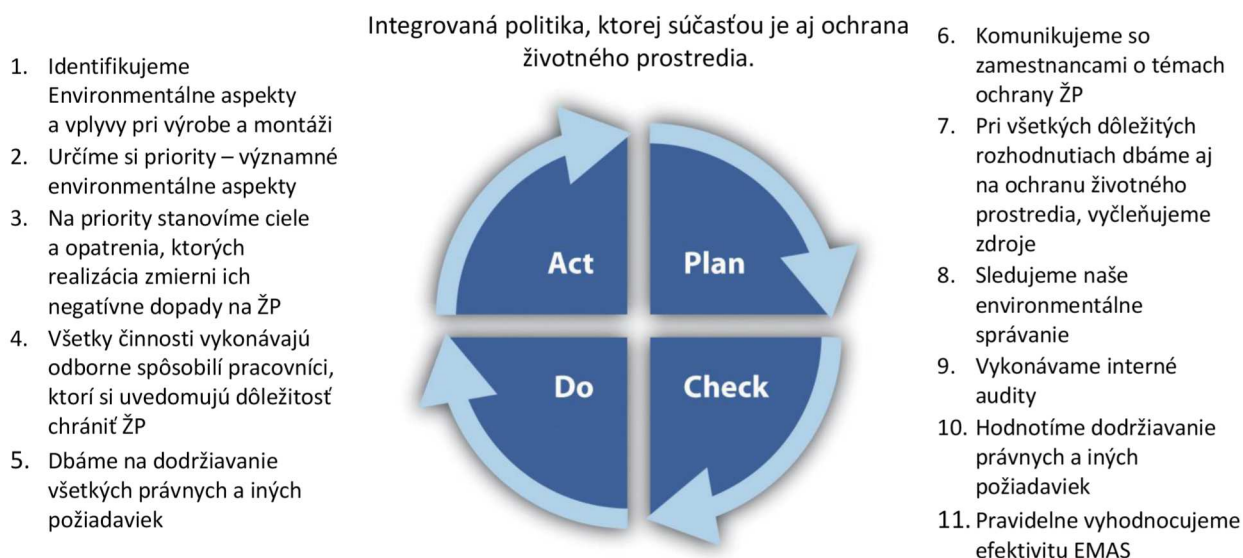 Integrovaná politika, ktorej súčasťou je aj ochrana
životného prostredia.
1. Identifikujeme
Environmentálne aspekty
a vplyvy pri výrobe a montáži
2. Určíme si priority – významné
environmentálne aspekty
3. Na priority stanovíme ciele
a opatrenia, ktorých
realizácia zmierni ich
negatívne dopady na ŽP
4. Všetky činnosti vykonávajú
odborne spôsobilí pracovníci,
ktorí si uvedomujú dôležitosť
chrániť ŽP
5. Dbáme na dodržiavanie
všetkých právnych a iných
požiadaviek
Act
Plan
Do
Check
6. Komunikujeme so
zamestnancami o témach
ochrany ŽP
7. Pri všetkých dôležitých
rozhodnutiach dbáme aj
na ochranu životného
prostredia, vyčleňujeme
zdroje
8. Sledujeme naše
environmentálne
správanie
9. Vykonávame interné
audity
10. Hodnotíme dodržiavanie
právnych a iných
požiadaviek
11. Pravidelne vyhodnocujeme
efektivitu EMAS